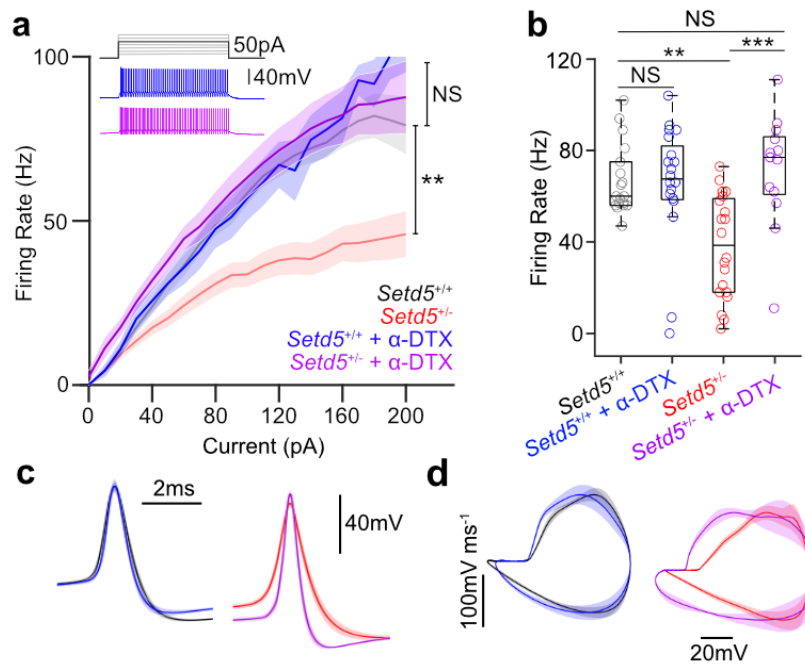 a
50pA
40mV
100
50
0
Firing Rate (Hz)
NS
**
Setd5+/+
Setd5+/-
Setd5+/+ + α-DTX
Setd5+/- + α-DTX
0 40 80 120 160 200
Current (pA)
b
NS
** ***
NS
120
80
40
0
Firing Rate (Hz)
Setd5+/+
Setd5+/+ + α-DTX
Setd5+/-
Setd5+/- + α-DTX
c
2ms
40mV
d
100mV ms-1
20mV